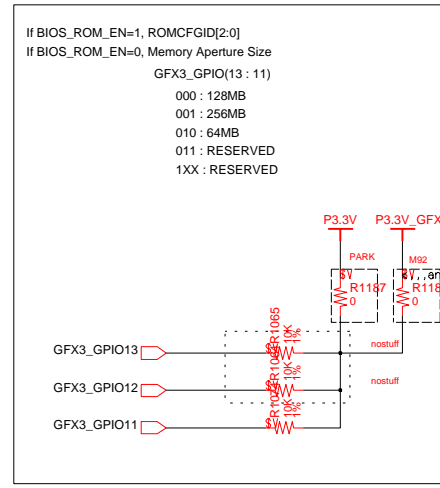 If BIOS_ROM_EN=1, ROMCFGID[2:0]
If BIOS_ROM_EN=0, Memory Aperture Size
GFX3_GPIO(13 : 11)
000 : 128MB
001 : 256MB
010 : 64MB
011 : RESERVED
1XX : RESERVED
P3.3V P3.3V_GFX
PARK M92
R1187 R118
0 0
R1065
10K
1%
GFX3_GPIO13
nostuff
10K
1%
GFX3_GPIO12
nostuff
10K
1%
GFX3_GPIO11